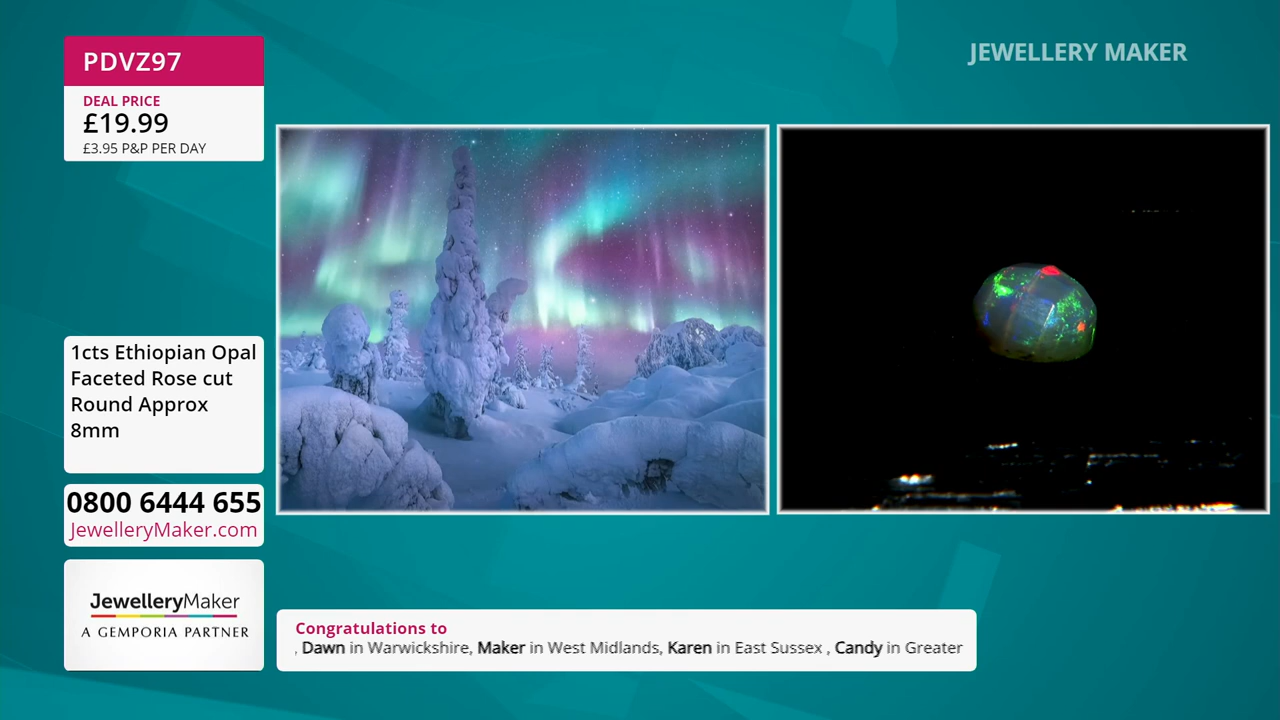 PDVZ97
DEAL PRICE
£19.99
£3.95 P&P PER DAY
JEWELLERY MAKER
1cts Ethiopian Opal
Faceted Rose cut
Round Approx
8mm
0800 6444 655
JewelleryMaker.com
JewelleryMaker
A GEMPORIA PARTNER
Congratulations to
, Dawn in Warwickshire, Maker in West Midlands, Karen in East Sussex , Candy in Greater